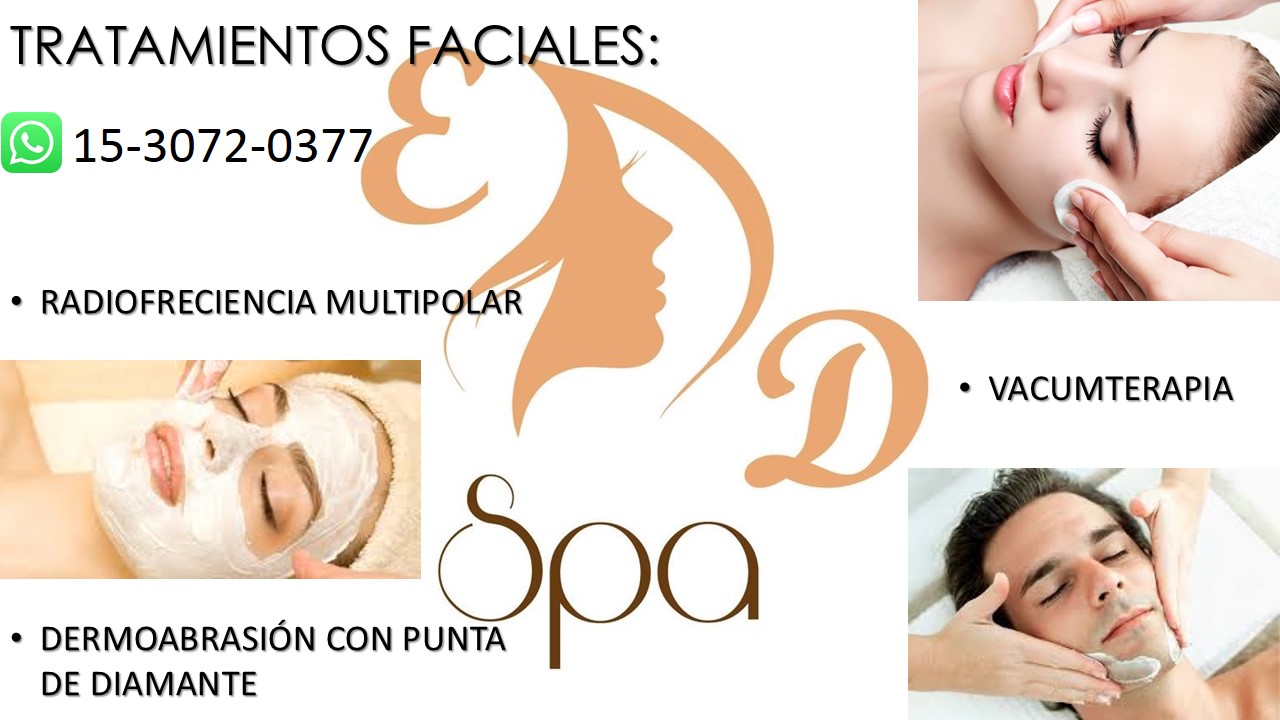 TRATAMIENTOS FACIALES:
15-3072-0377
E
D
Spa
• RADIOFRECIENCIA MULTIPOLAR
• VACUMTERAPIA
• DERMOABRASIÓN CON PUNTA
DE DIAMANTE